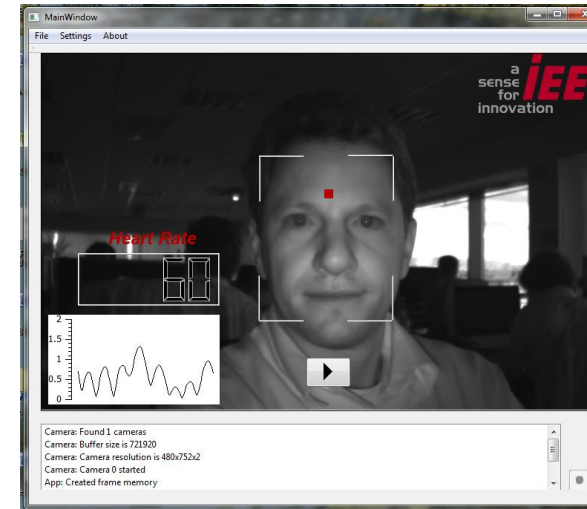 MainWindow
File Settings About
a
sense
for
innovation
iEE
Heart Rate
60
2
1.5
1
0.5
0
Camera: Found 1 cameras
Camera: Buffer size is 721920
Camera: Camera resolution is 480x752x2
Camera: Camera 0 started
App: Created frame memory